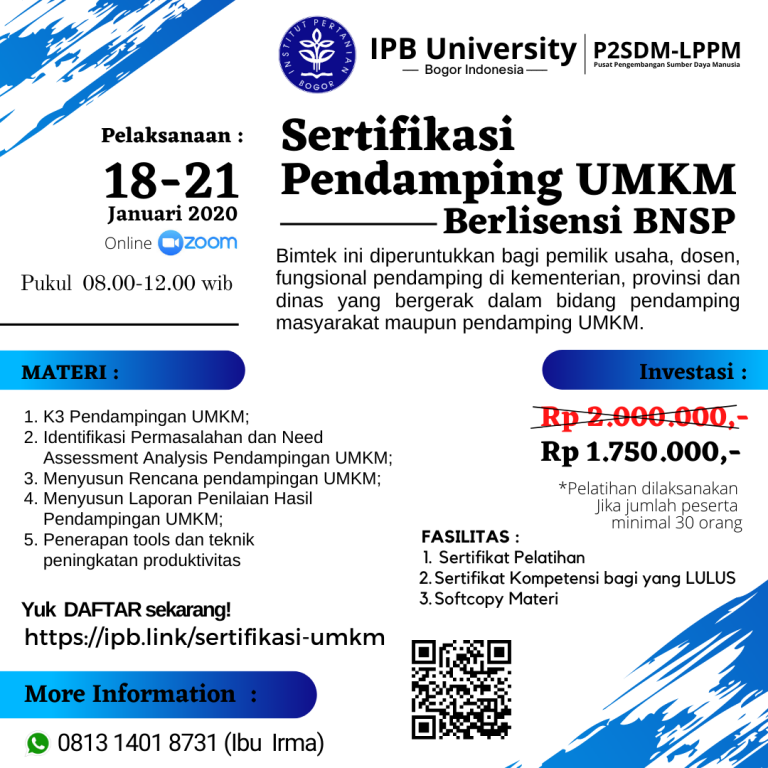 INSTITUT PERTANIAN
BOGOR
IPB University
Bogor Indonesia
P2SDM-LPPM
Pusat Pengembangan Sumber Daya Manusia
Pelaksanaan :
18-21
Januari 2020
Online zoom
Pukul 08.00-12.00 wib
Sertifikasi
Pendamping UMKM
Berlisensi BNSP
Bimtek ini diperuntukkan bagi pemilik usaha, dosen,
fungsional pendamping di kementerian, provinsi dan
dinas yang bergerak dalam bidang pendamping
masyarakat maupun pendamping UMKM.
MATERI :
1. K3 Pendampingan UMKM;
2. Identifikasi Permasalahan dan Need
Assessment Analysis Pendampingan UMKM;
3. Menyusun Rencana pendampingan UMKM;
4. Menyusun Laporan Penilaian Hasil
Pendampingan UMKM;
5. Penerapan tools dan teknik
peningkatan produktivitas
Investasi :
Rp 2.000.000,-
Rp 1.750.000,-
*Pelatihan dilaksanakan
Jika jumlah peserta
minimal 30 orang
FASILITAS :
1. Sertifikat Pelatihan
2. Sertifikat Kompetensi bagi yang LULUS
3. Softcopy Materi
Yuk DAFTAR sekarang!
https://ipb.link/sertifikasi-umkm
More Information :
0813 1401 8731 (Ibu Irma)